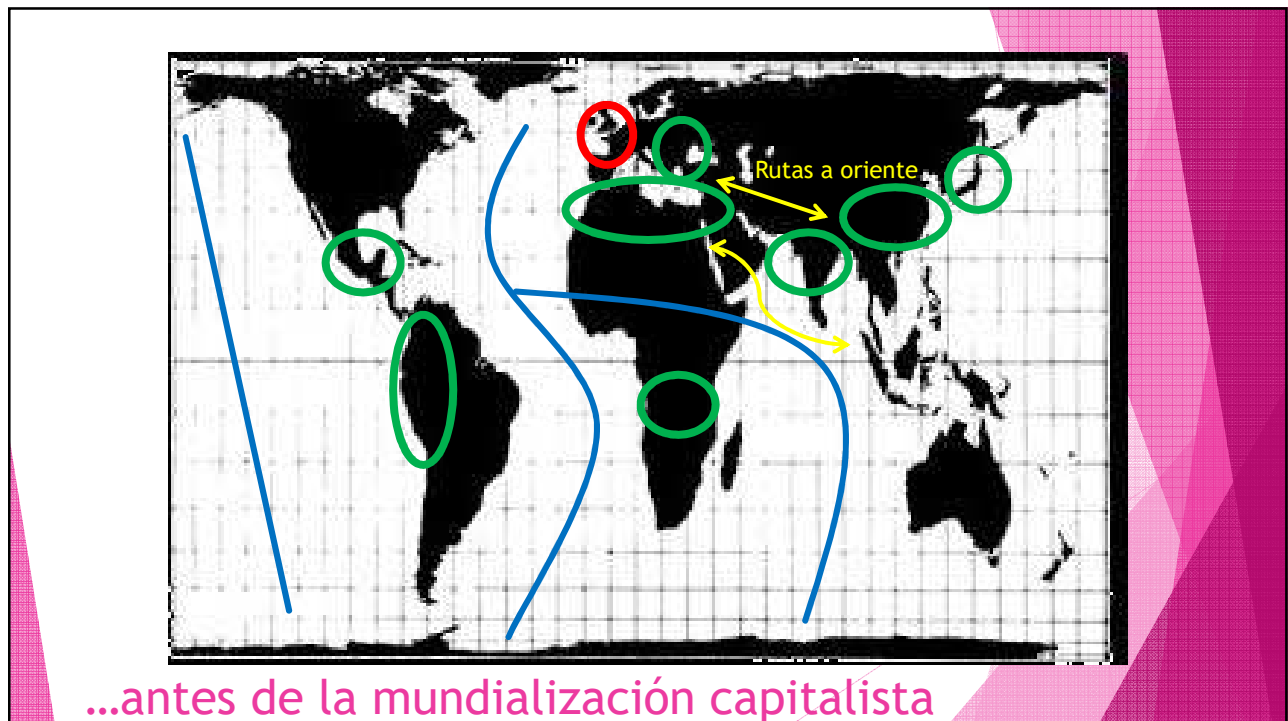 Rutas a oriente
...antes de la mundialización capitalista